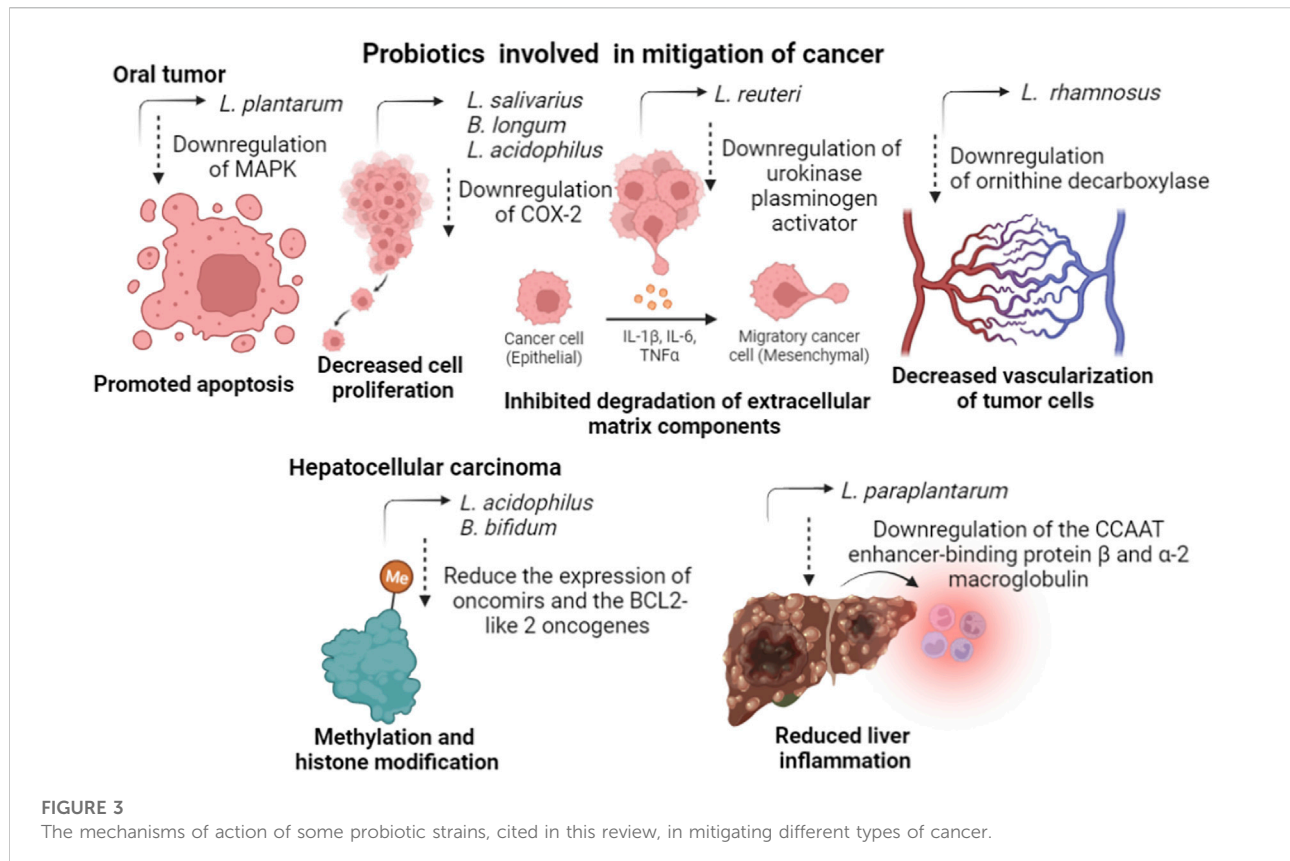 Probiotics involved in mitigation of cancer
Oral tumor
L. plantarum
Downregulation
of MAPK
Promoted apoptosis
L. salivarius
B. longum
L. acidophilus
Downregulation
of COX-2
Decreased cell
proliferation
L. reuteri
Downregulation of
urokinase
plasminogen
activator
Cancer cell
(Epithelial)
IL-1β, IL-6,
TNFα
Migratory cancer
cell (Mesenchymal)
Inhibited degradation of extracellular
matrix components
L. rhamnosus
Downregulation
of ornithine decarboxylase
Decreased vascularization
of tumor cells
Hepatocellular carcinoma
L. acidophilus
B. bifidum
Me
Reduce the expression of
oncomirs and the BCL2-
like 2 oncogenes
Methylation and
histone modification
L. paraplantarum
Downregulation of the CCAAT
enhancer-binding protein β and α-2
macroglobulin
Reduced liver
inflammation
FIGURE 3
The mechanisms of action of some probiotic strains, cited in this review, in mitigating different types of cancer.